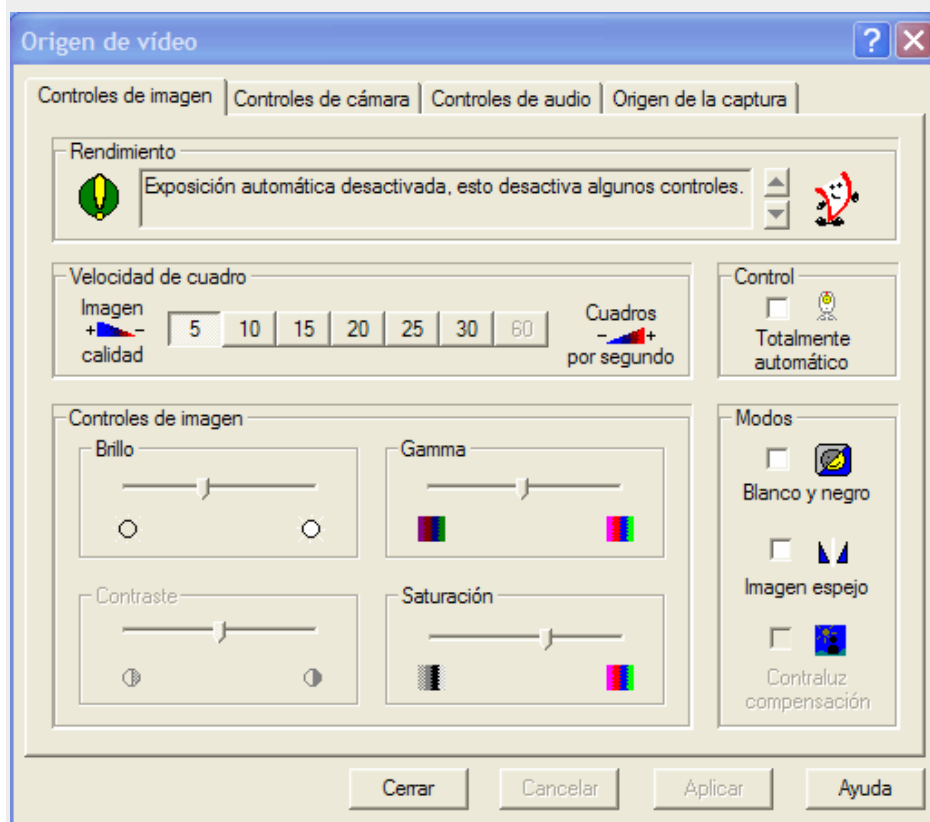 Origen de vídeo
Controles de imagen
Controles de cámara
Controles de audio
Origen de la captura
Rendimiento
Exposición automática desactivada, esto desactiva algunos controles.
Velocidad de cuadro
Imagen
+ -
calidad
5 10 15 20 25 30 60
Cuadros
- +
por segundo
Control
Totalmente
automático
Controles de imagen
Brillo
Gamma
Contraste
Saturación
Modos
Blanco y negro
Imagen espejo
Contraluz
compensación
Cerrar
Cancelar
Aplicar
Ayuda